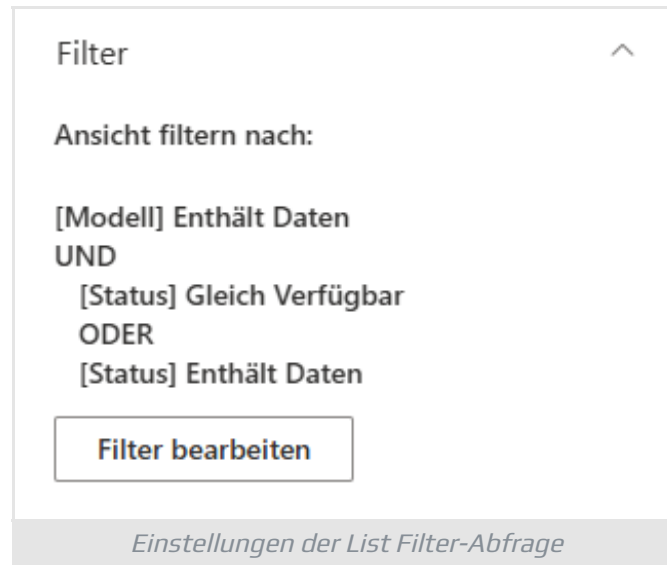 Filter
Ansicht filtern nach:
[Modell] Enthält Daten
UND
[Status] Gleich Verfügbar
ODER
[Status] Enthält Daten
Filter bearbeiten
Einstellungen der List Filter-Abfrage